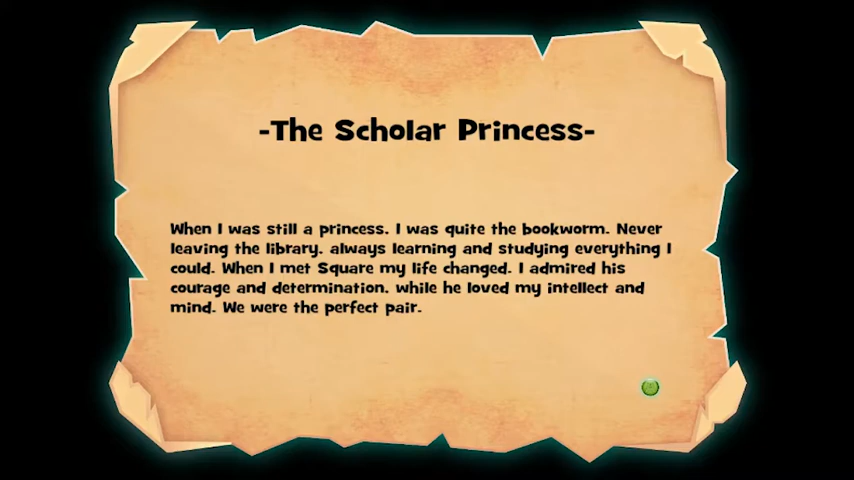 -The Scholar Princess-
When I was still a princess. I was quite the bookworm. Never
leaving the library. always learning and studying everything I
could. When I met Square my life changed. I admired his
courage and determination. while he loved my intellect and
mind. We were the perfect pair.